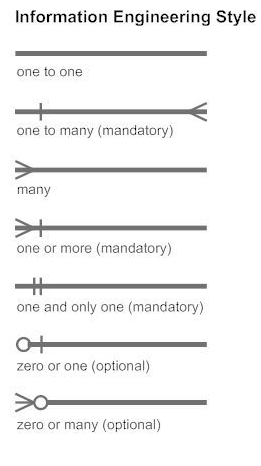 Information Engineering Style
one to one
one to many (mandatory)
many
one or more (mandatory)
one and only one (mandatory)
zero or one (optional)
zero or many (optional)